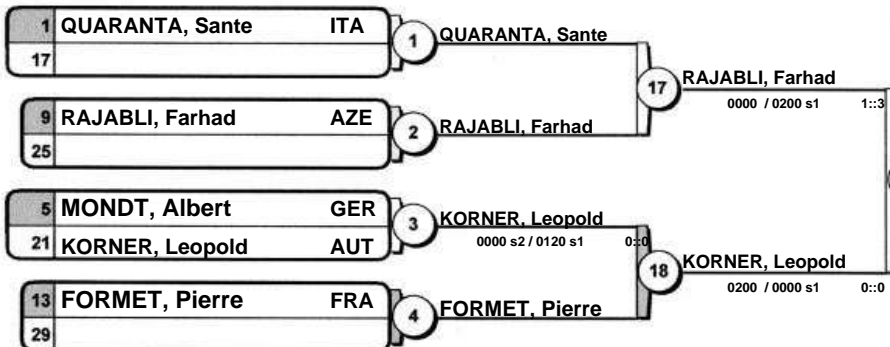 1 QUARANTA, Sante ITA
17
1 QUARANTA, Sante
17 RAJABLI, Farhad
0000 / 0200 s1 1::3
9 RAJABLI, Farhad AZE
25
2 RAJABLI, Farhad
5 MONDT, Albert GER
21 KORNER, Leopold AUT
3 KORNER, Leopold
0000 s2 / 0120 s1 0::0
18 KORNER, Leopold
0200 / 0000 s1 0::0
13 FORMET, Pierre FRA
29
4 FORMET, Pierre